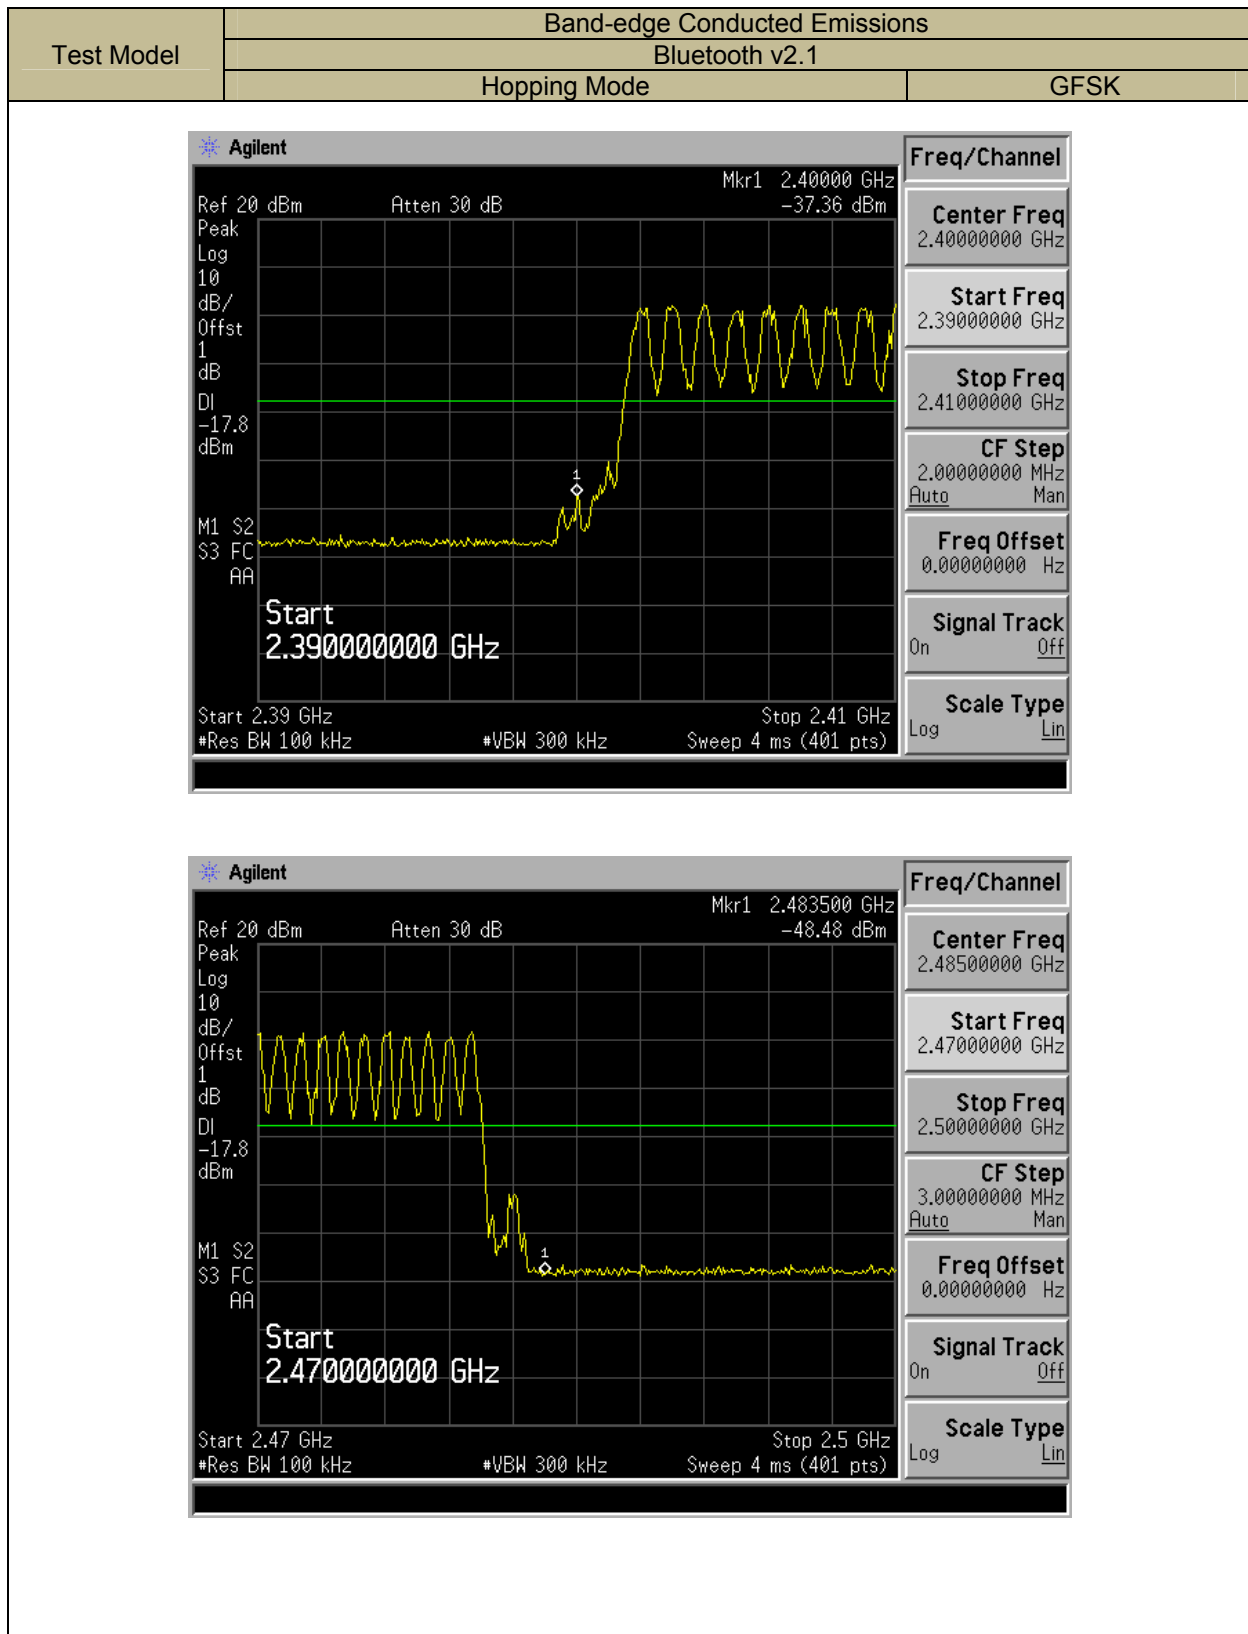 Test Model
Band-edge Conducted Emissions
Bluetooth v2.1
Hopping Mode GFSK
Agilent
Freq/Channel
Mkr1 2.40000 GHz
Ref 20 dBm Atten 30 dB -37.36 dBm
Peak
Log
10
dB/
Offst
1
dB
DI
-17.8
dBm
1
M1 S2
S3 FC
AA
Start
2.390000000 GHz
Start 2.39 GHz Stop 2.41 GHz
#Res BW 100 kHz #VBW 300 kHz Sweep 4 ms (401 pts)
Center Freq
2.40000000 GHz
Start Freq
2.39000000 GHz
Stop Freq
2.41000000 GHz
CF Step
2.00000000 MHz
Auto Man
Freq Offset
0.00000000 Hz
Signal Track
On Off
Scale Type
Log Lin
Agilent
Freq/Channel
Mkr1 2.483500 GHz
Ref 20 dBm Atten 30 dB -48.48 dBm
Peak
Log
10
dB/
Offst
1
dB
DI
-17.8
dBm
1
M1 S2
S3 FC
AA
Start
2.470000000 GHz
Start 2.47 GHz Stop 2.5 GHz
#Res BW 100 kHz #VBW 300 kHz Sweep 4 ms (401 pts)
Center Freq
2.48500000 GHz
Start Freq
2.47000000 GHz
Stop Freq
2.50000000 GHz
CF Step
3.00000000 MHz
Auto Man
Freq Offset
0.00000000 Hz
Signal Track
On Off
Scale Type
Log Lin